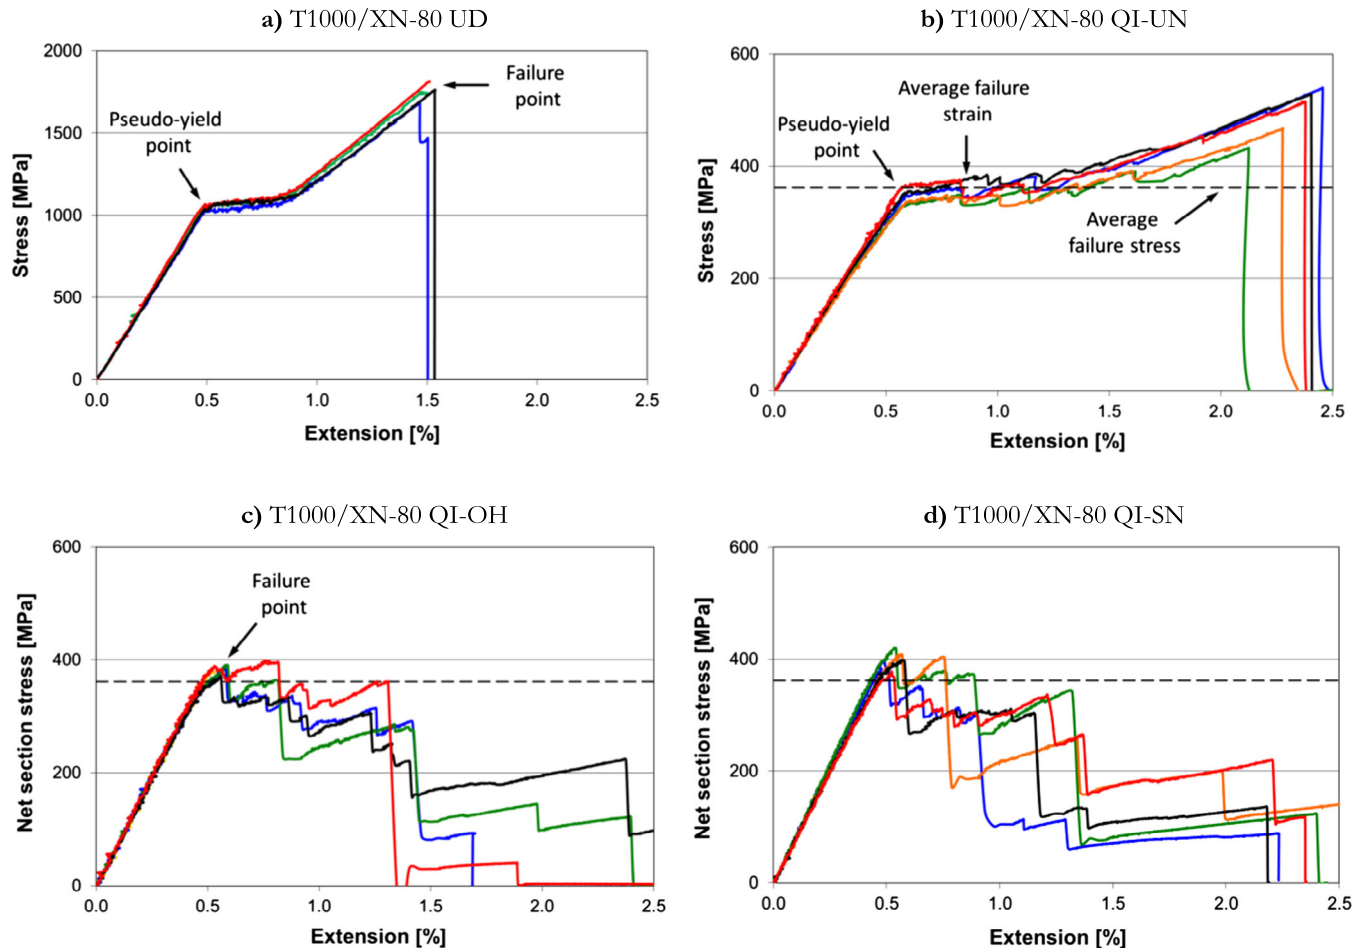 a) T1000/XN-80 UD
2000
1500
1000
500
0
Stress [MPa]
Pseudo-yield
point
Failure
point
0.0 0.5 1.0 1.5 2.0 2.5
Extension [%]
b) T1000/XN-80 QI-UN
600
400
200
0
Stress [MPa]
Average failure
strain
Pseudo-yield
point
Average
failure stress
0.0 0.5 1.0 1.5 2.0 2.5
Extension [%]
c) T1000/XN-80 QI-OH
600
400
200
0
Net section stress [MPa]
Failure
point
0.0 0.5 1.0 1.5 2.0 2.5
Extension [%]
d) T1000/XN-80 QI-SN
600
400
200
0
Net section stress [MPa]
0.0 0.5 1.0 1.5 2.0 2.5
Extension [%]